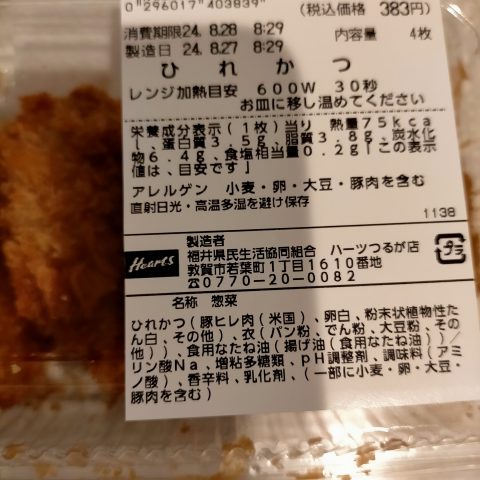 0"296017"403839" (税込価格 383円)
消費期限24. 8.28 8:29 内容量 4枚
製造日 24. 8.27 8:29
ひれかつ
レンジ加熱目安 600W 30秒
お皿に移し温めてください
栄養成分表示(1枚)当り 熱量75kca
l、蛋白質3.5g、脂質3.8g、炭水化
物6.4g、食塩相当量0.2g[この表示
値は、目安です]
アレルゲン 小麦・卵・大豆・豚肉を含む
直射日光・高温多湿を避け保存
1138
製造者
Hearts 福井県民生活協同組合 ハーツつるが店
敦賀市若葉町1丁目1610番地
☎0770-20-0082
プラ
名称 惣菜
ひれかつ(豚ヒレ肉(米国)、卵白、粉末状植物性た
ん白、その他)、衣(パン粉、でん粉、大豆粉、その
他))、食用なたね油(揚げ油(食用なたね油))/
リン酸Na、増粘多糖類、pH調整剤、調味料(アミ
ノ酸)、香辛料、乳化剤、(一部に小麦・卵・大豆・
豚肉を含む)